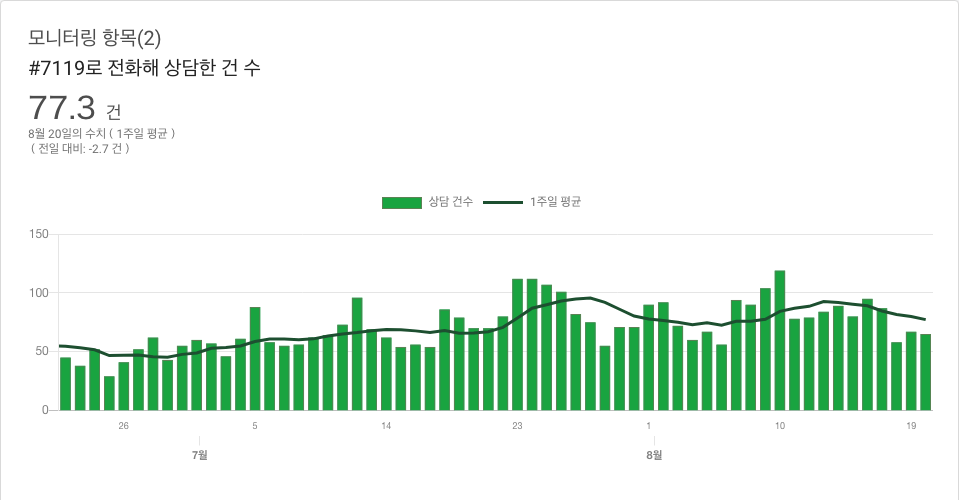 모니터링 항목(2)
#7119로 전화해 상담한 건 수
77.3 건
8월 20일의 수치 ( 1주일 평균 )
( 전일 대비: -2.7 건 )
상담 건수 1주일 평균
150
100
50
0
26 5 14 23 1 10 19
7월 8월